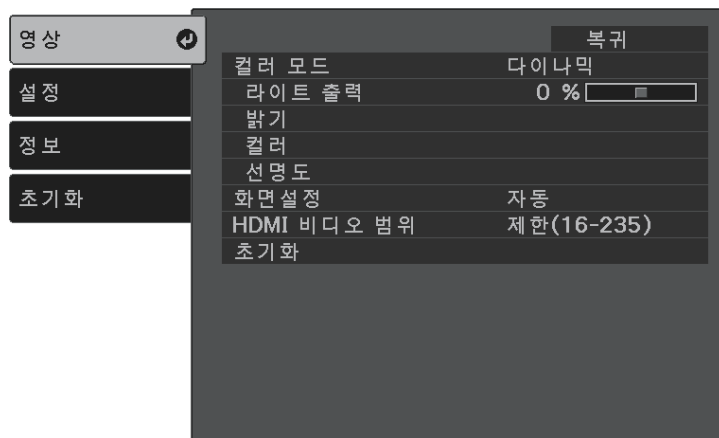 영상
설정
정보
초기화
복귀
컬러 모드 다이나믹
라이트 출력 0 %
밝기
컬러
선명도
화면설정 자동
HDMI 비디오 범위 제한(16-235)
초기화